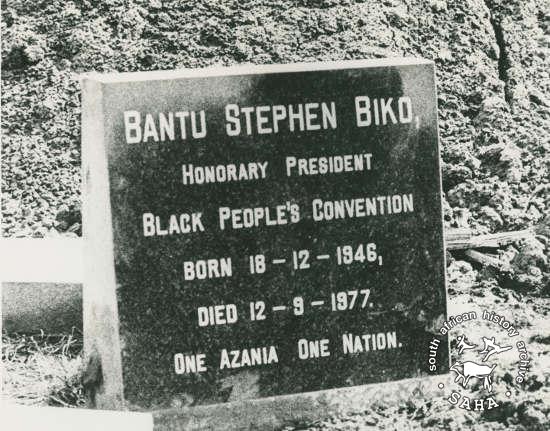 BANTU STEPHEN BIKO,
HONORARY PRESIDENT
BLACK PEOPLE'S CONVENTION
BORN 18-12-1946,
DIED 12-9-1977.
ONE AZANIA ONE NATION.
south african history archive
SAHA